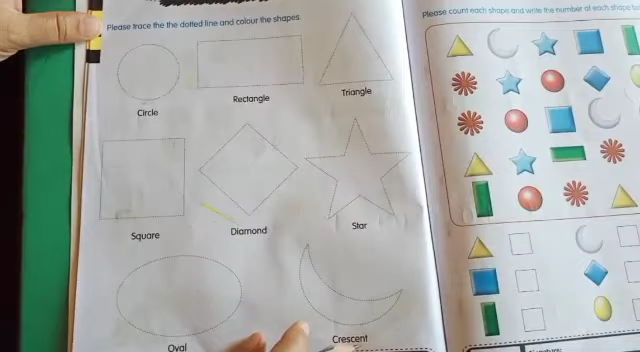 Please trace the the dotted line and colour the shapes
Please count each shape and write the number of each shape
Circle
Rectangle
Triangle
Square
Diamond
Star
Oval
Crescent